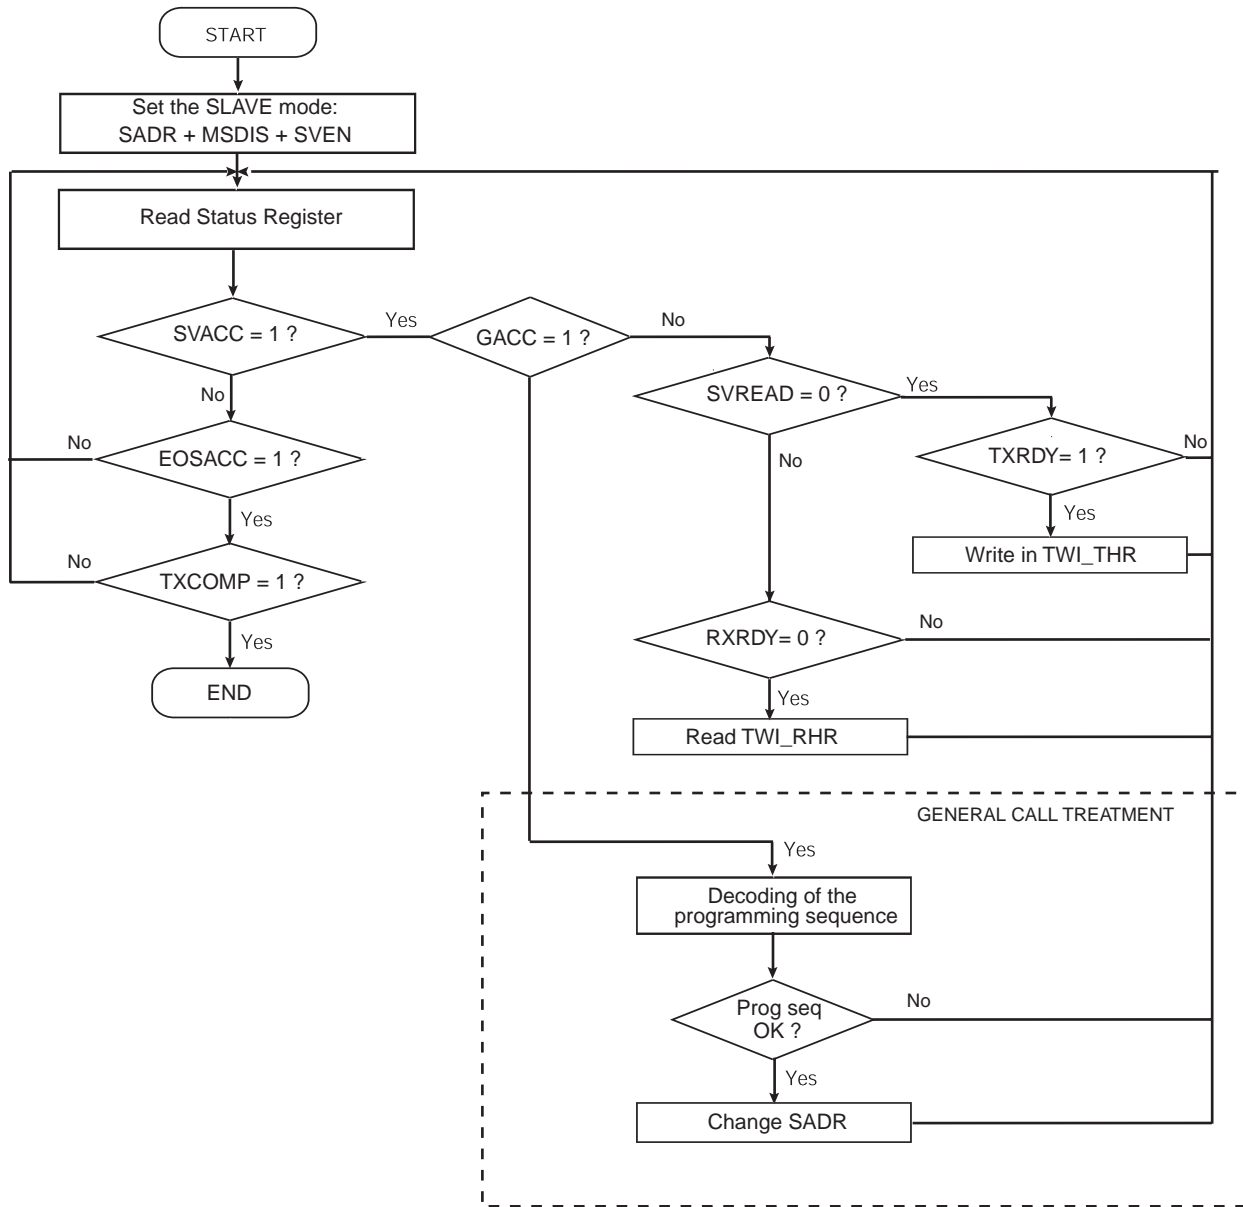 START
Set the SLAVE mode:
SADR + MSDIS + SVEN
Read Status Register
SVACC = 1 ?
Yes
GACC = 1 ?
No
SVREAD = 0 ?
Yes
No
EOSACC = 1 ?
No
TXRDY= 1 ?
No
No
Yes
Yes
Write in TWI_THR
TXCOMP = 1 ?
No
Yes
RXRDY= 0 ?
No
END
Yes
Read TWI_RHR
GENERAL CALL TREATMENT
Yes
Decoding of the
programming sequence
Prog seq
OK ?
No
Yes
Change SADR